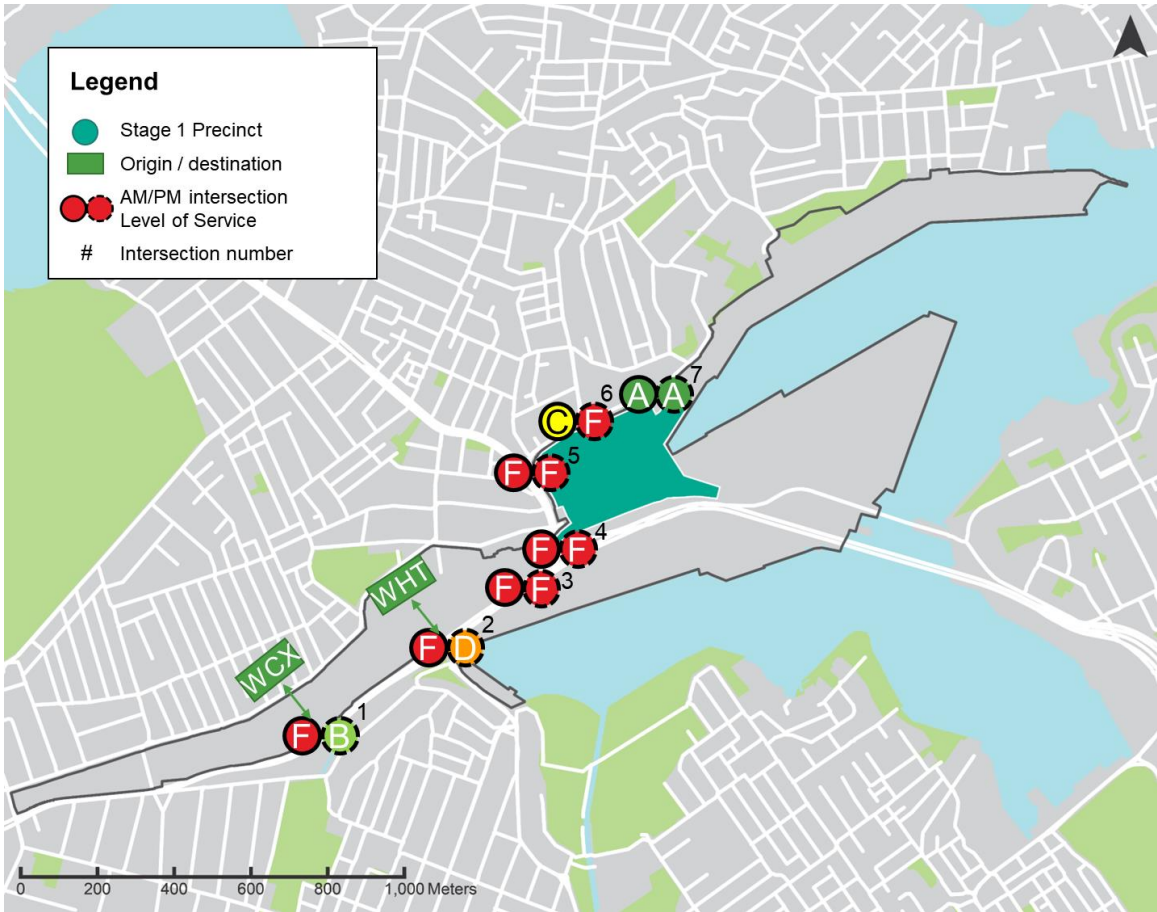 Legend
Stage 1 Precinct
Origin / destination
AM/PM intersection
Level of Service
# Intersection number
A A 7
C F 6
F F 5
F F 4
F F 3
WHT
F D 2
WCX
F B 1
0 200 400 600 800 1,000 Meters